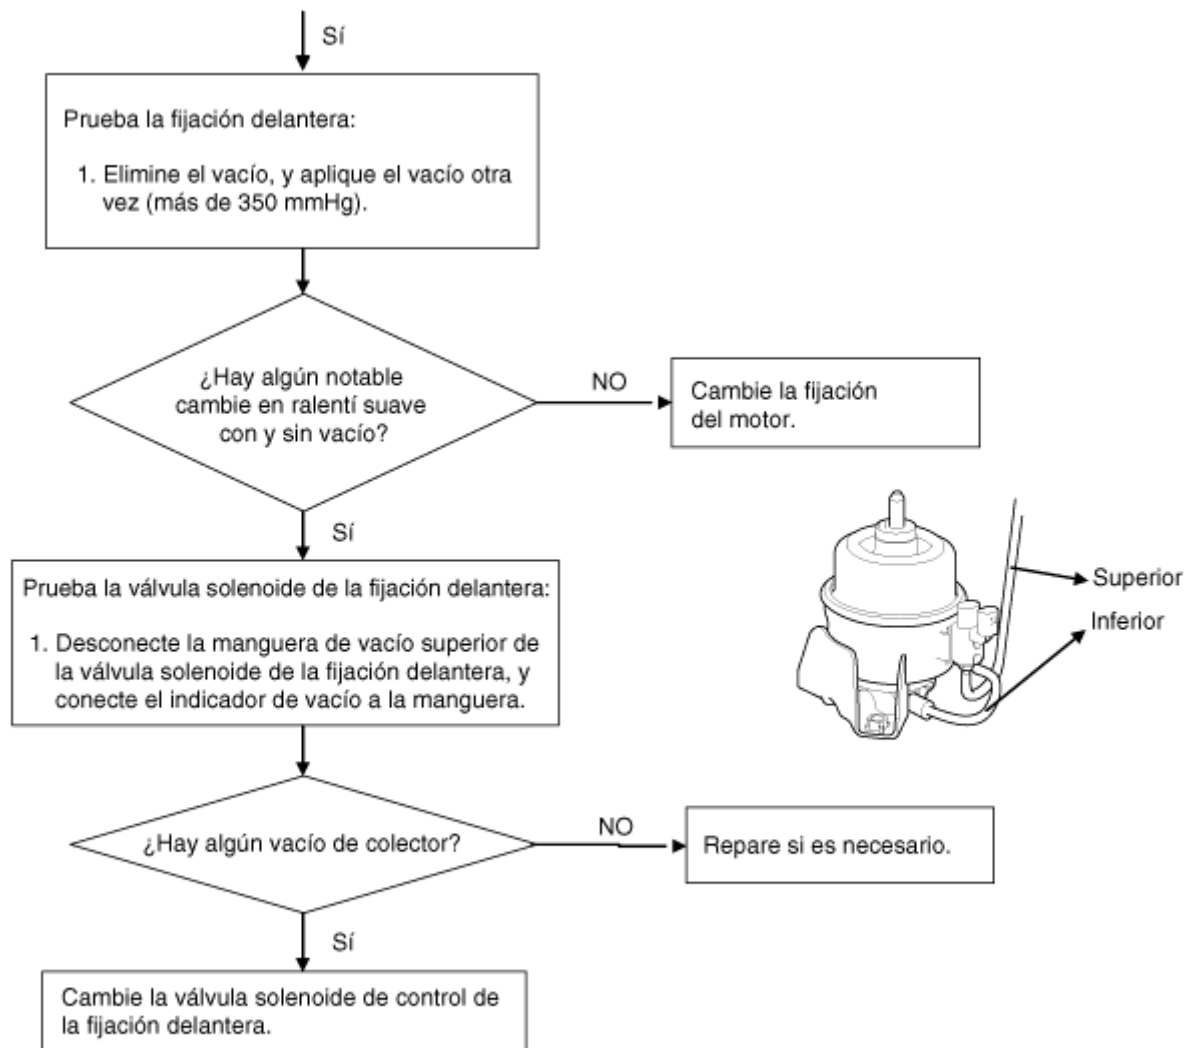 Sí
Prueba la fijación delantera:
1. Elimine el vacío, y aplique el vacío otra
vez (más de 350 mmHg).
¿Hay algún notable
cambie en ralentí suave
con y sin vacío?
NO
Cambie la fijación
del motor.
Sí
Prueba la válvula solenoide de la fijación delantera:
1. Desconecte la manguera de vacío superior de
la válvula solenoide de la fijación delantera, y
conecte el indicador de vacío a la manguera.
Superior
Inferior
¿Hay algún vacío de colector?
NO
Repare si es necesario.
Sí
Cambie la válvula solenoide de control de
la fijación delantera.